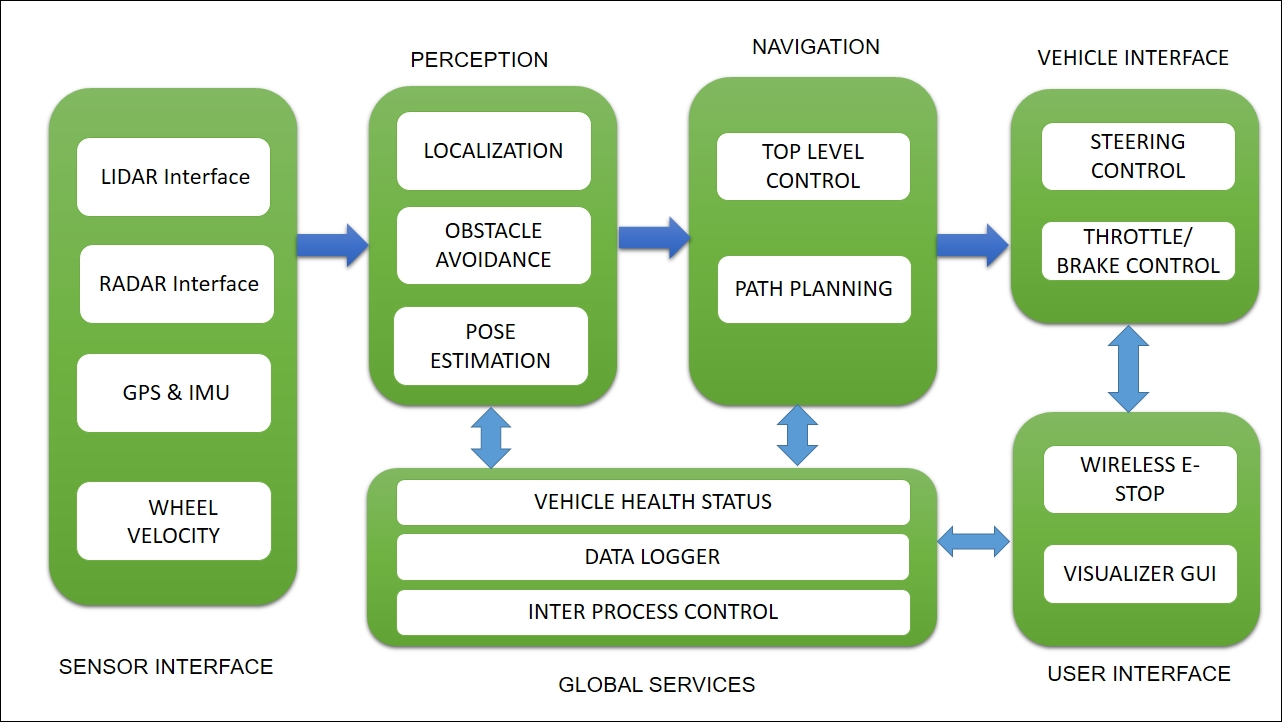 PERCEPTION
NAVIGATION
VEHICLE INTERFACE
LIDAR Interface
RADAR Interface
GPS & IMU
WHEEL
VELOCITY
SENSOR INTERFACE
LOCALIZATION
OBSTACLE
AVOIDANCE
POSE
ESTIMATION
TOP LEVEL
CONTROL
PATH PLANNING
STEERING
CONTROL
THROTTLE/
BRAKE CONTROL
VEHICLE HEALTH STATUS
DATA LOGGER
INTER PROCESS CONTROL
GLOBAL SERVICES
WIRELESS E-
STOP
VISUALIZER GUI
USER INTERFACE